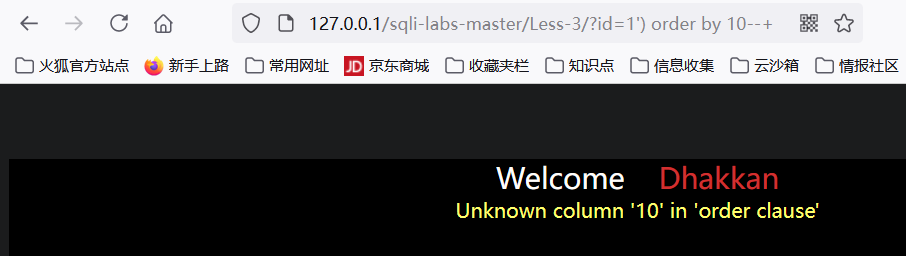 127.0.0.1/sqli-labs-master/Less-3/?id=1') order by 10--+
火狐官方站点 新手上路 常用网址 JD 京东商城 收藏夹栏 知识点 信息收集 云沙箱 情报社区
Welcome Dhakkan
Unknown column '10' in 'order clause'